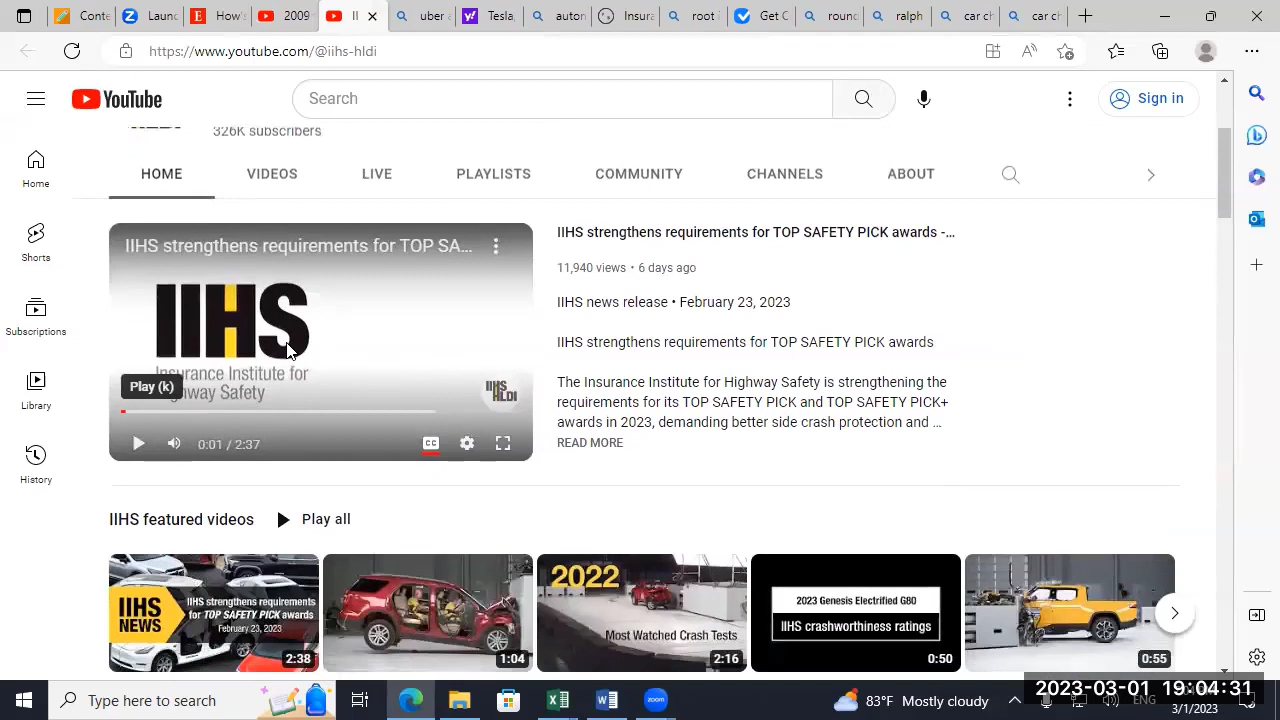 Conte
Launc
How's
2009
II
uber a
Tesla,
auton
Insura
root i
Get C
round
ralph
car ch
car ch
https://www.youtube.com/@iihs-hldi
YouTube
Search
Sign in
326K subscribers
HOME
VIDEOS
LIVE
PLAYLISTS
COMMUNITY
CHANNELS
ABOUT
Home
Shorts
Subscriptions
Library
History
IIHS strengthens requirements for TOP SA...
IIHS
Insurance Institute for
Highway Safety
Play (k)
IIHS
HLDI
0:01 / 2:37
CC
IIHS strengthens requirements for TOP SAFETY PICK awards -...
11,940 views • 6 days ago
IIHS news release • February 23, 2023
IIHS strengthens requirements for TOP SAFETY PICK awards
The Insurance Institute for Highway Safety is strengthening the
requirements for its TOP SAFETY PICK and TOP SAFETY PICK+
awards in 2023, demanding better side crash protection and ...
READ MORE
IIHS featured videos
Play all
IIHS
NEWS
IIHS strengthens requirements
for TOP SAFETY PICK awards
February 23, 2023
2:38
1:04
2022
Most Watched Crash Tests
2:16
2023 Genesis Electrified G80
IIHS crashworthiness ratings
0:50
0:55
Type here to search
zoom
83°F Mostly cloudy
ENG
2023-03-01 19:04:31
3/1/2023